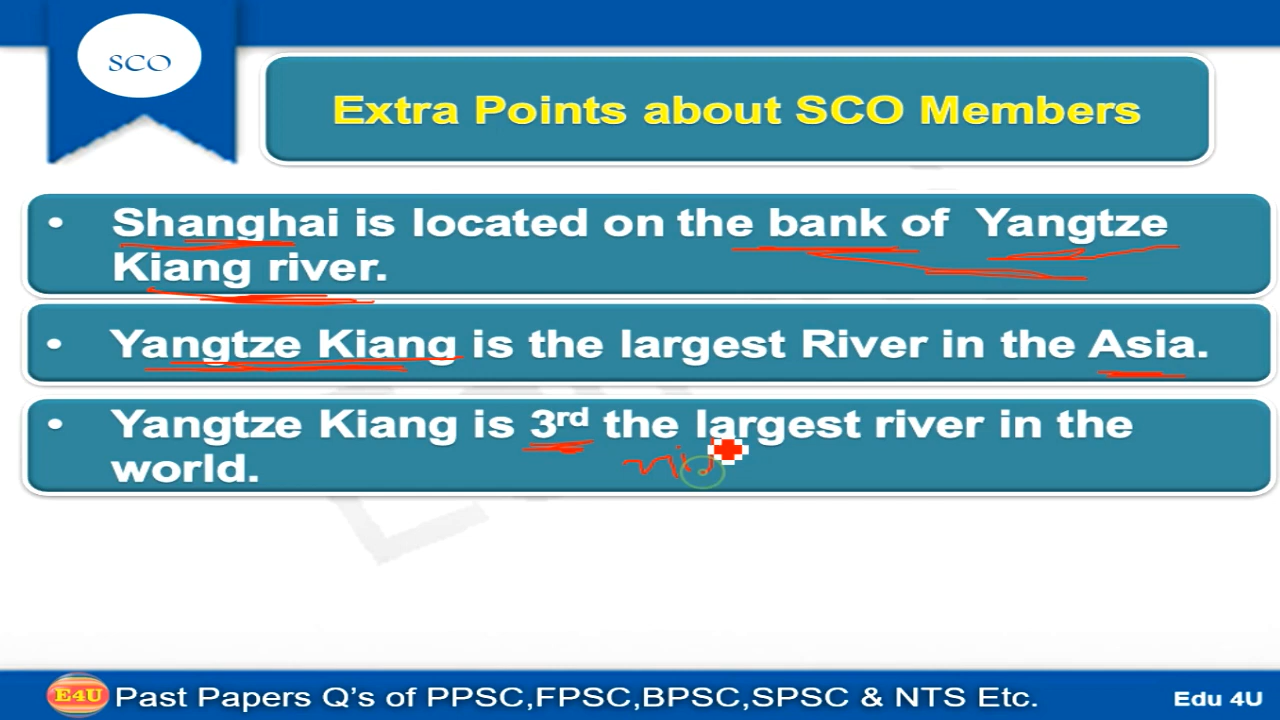 SCO
Extra Points about SCO Members
• Shanghai is located on the bank of Yangtze
Kiang river.
• Yangtze Kiang is the largest River in the Asia.
• Yangtze Kiang is 3rd the largest river in the
world.
E4U Past Papers Q's of PPSC,FPSC,BPSC,SPSC & NTS Etc. Edu 4U